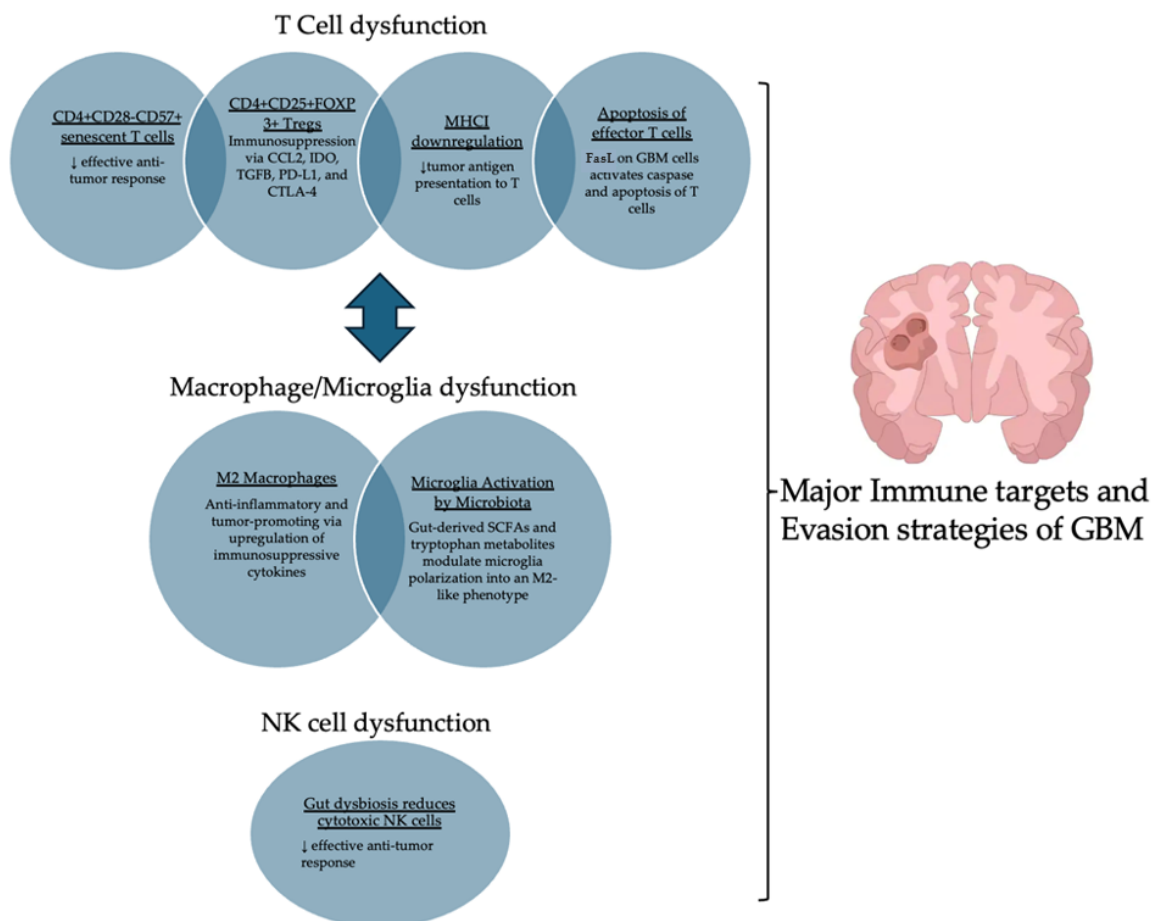 T Cell dysfunction
CD4+CD28-CD57+
senescent T cells
↓ effective anti-
tumor response
CD4+CD25+FOXP
3+ Tregs
Immunosuppression
via CCL2, IDO,
TGFB, PD-L1, and
CTLA-4
MHCI
downregulation
↓tumor antigen
presentation to T
cells
Apoptosis of
effector T cells
FasL on GBM cells
activates caspase
and apoptosis of T
cells
Macrophage/Microglia dysfunction
M2 Macrophages
Anti-inflammatory and
tumor-promoting via
upregulation of
immunosuppressive
cytokines
Microglia Activation
by Microbiota
Gut-derived SCFAs and
tryptophan metabolites
modulate microglia
polarization into an M2-
like phenotype
NK cell dysfunction
Gut dysbiosis reduces
cytotoxic NK cells
↓ effective anti-tumor
response
Major Immune targets and
Evasion strategies of GBM